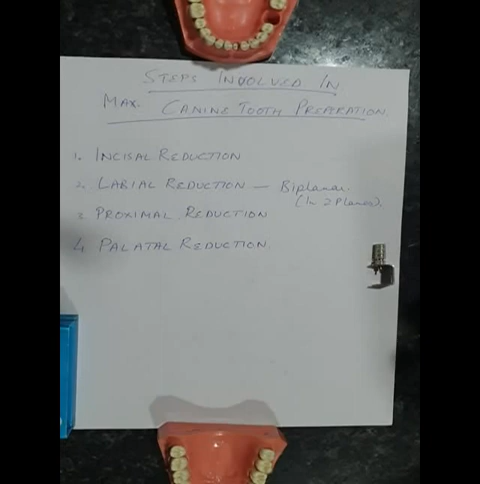 STEPS INVOLVED IN
MAX. CANINE TOOTH PREPERATION.
1. INCISAL REDUCTION
2. LABIAL REDUCTION — Biplanar.
(In 2 Planes).
3. PROXIMAL REDUCTION
4. PALATAL REDUCTION.